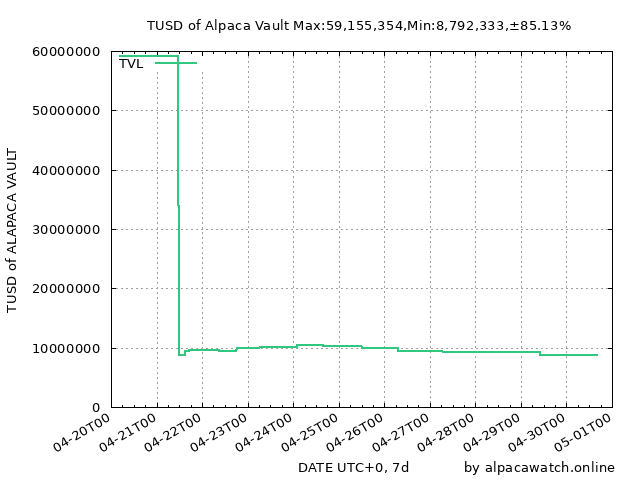 TUSD of Alpaca Vault Max:59,155,354,Min:8,792,333,±85.13%
60000000
TVL
50000000
40000000
30000000
20000000
10000000
0
TUSD of ALAPACA VAULT
04-20T00
04-21T00
04-22T00
04-23T00
04-24T00
04-25T00
04-26T00
04-27T00
04-28T00
04-29T00
04-30T00
05-01T00
DATE UTC+0, 7d
by alpacawatch.online